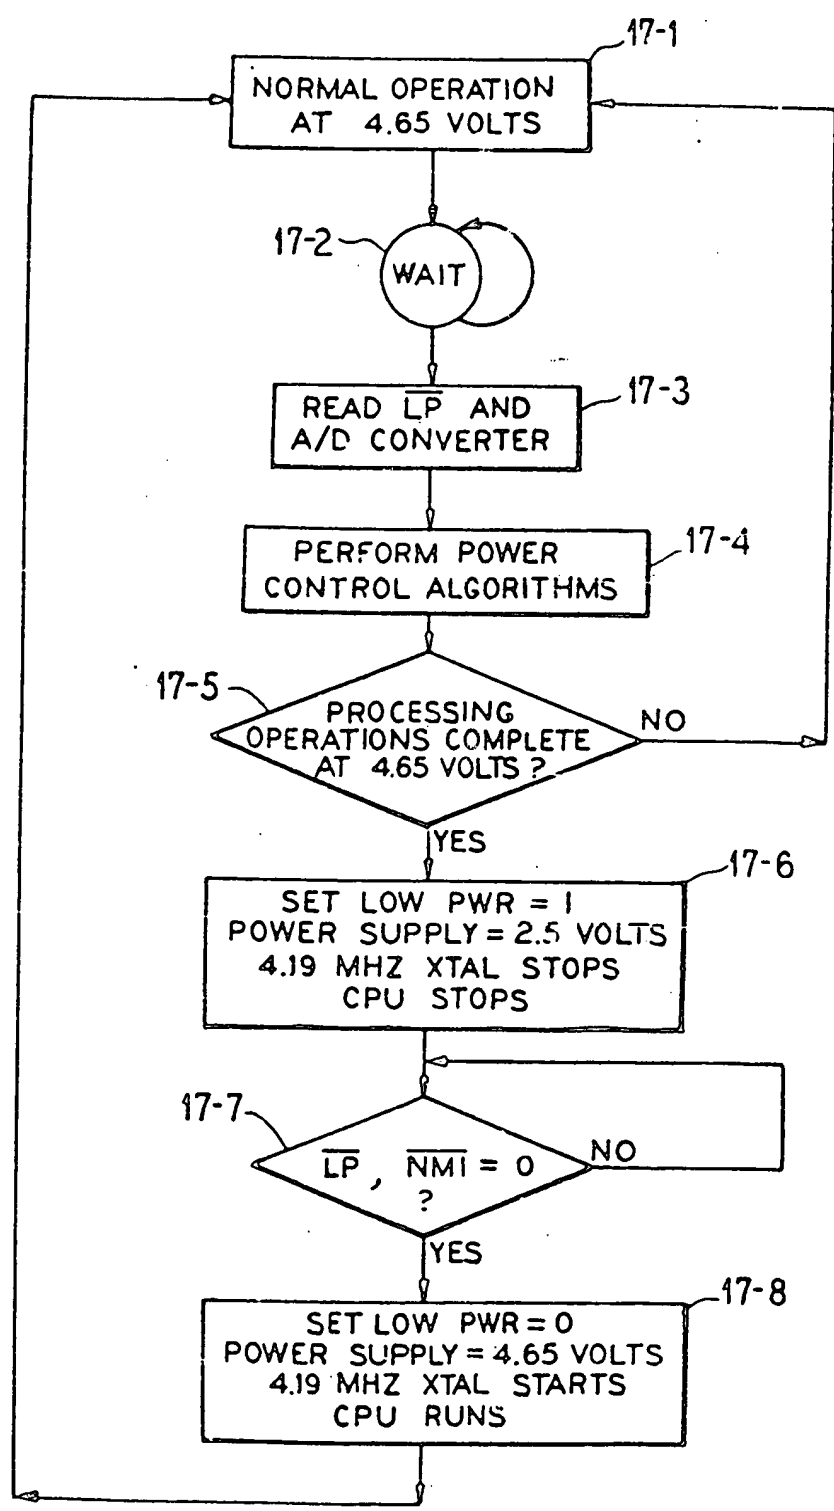 17-1
NORMAL OPERATION
AT 4.65 VOLTS
17-2
WAIT
17-3
READ L̅P̅ AND
A/D CONVERTER
17-4
PERFORM POWER
CONTROL ALGORITHMS
17-5
PROCESSING
OPERATIONS COMPLETE
AT 4.65 VOLTS ?
NO
YES
17-6
SET LOW PWR = 1
POWER SUPPLY = 2.5 VOLTS
4.19 MHZ XTAL STOPS
CPU STOPS
17-7
L̅P̅ , N̅M̅I̅ = 0
?
NO
YES
17-8
SET LOW PWR = 0
POWER SUPPLY = 4.65 VOLTS
4.19 MHZ XTAL STARTS
CPU RUNS